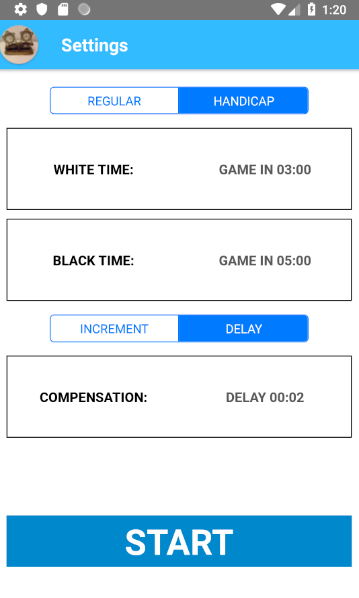 1:20
Settings
REGULAR HANDICAP
WHITE TIME: GAME IN 03:00
BLACK TIME: GAME IN 05:00
INCREMENT DELAY
COMPENSATION: DELAY 00:02
START